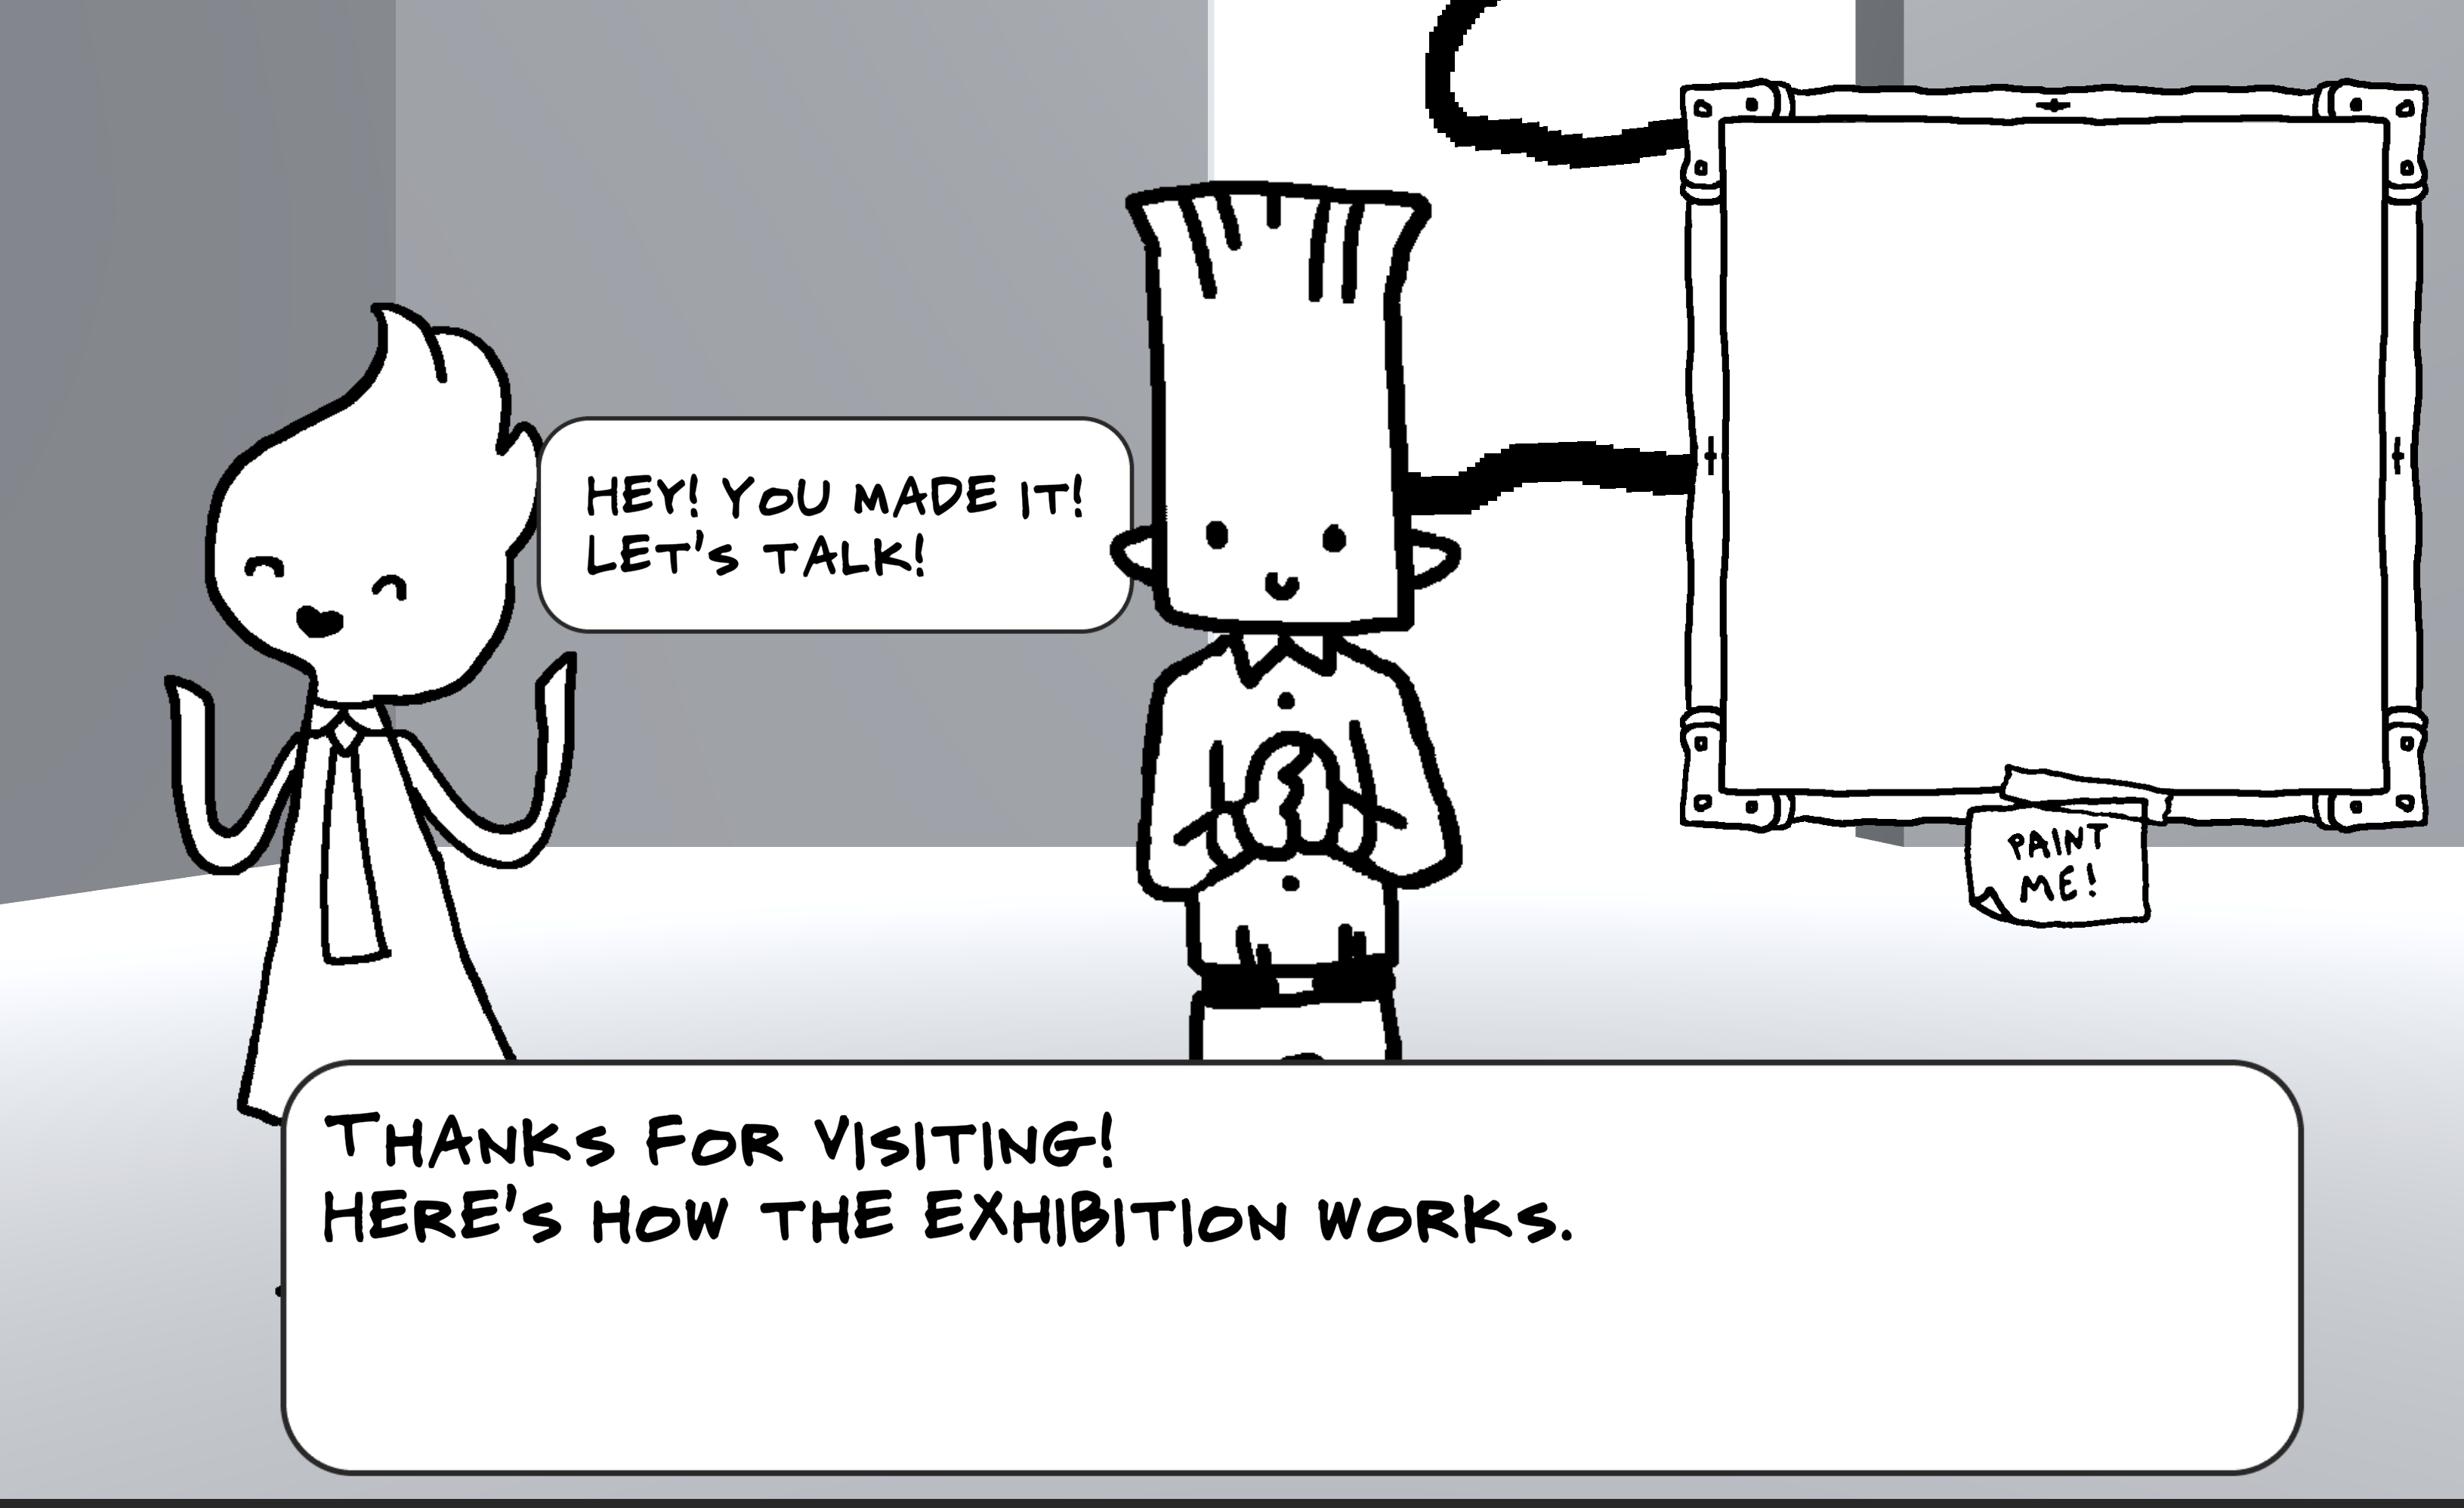 HEY! YOU MADE IT!
LET'S TALK!
PAINT
ME!
THANKS FOR VISITING!
HERE'S HOW THE EXHIBITION WORKS.